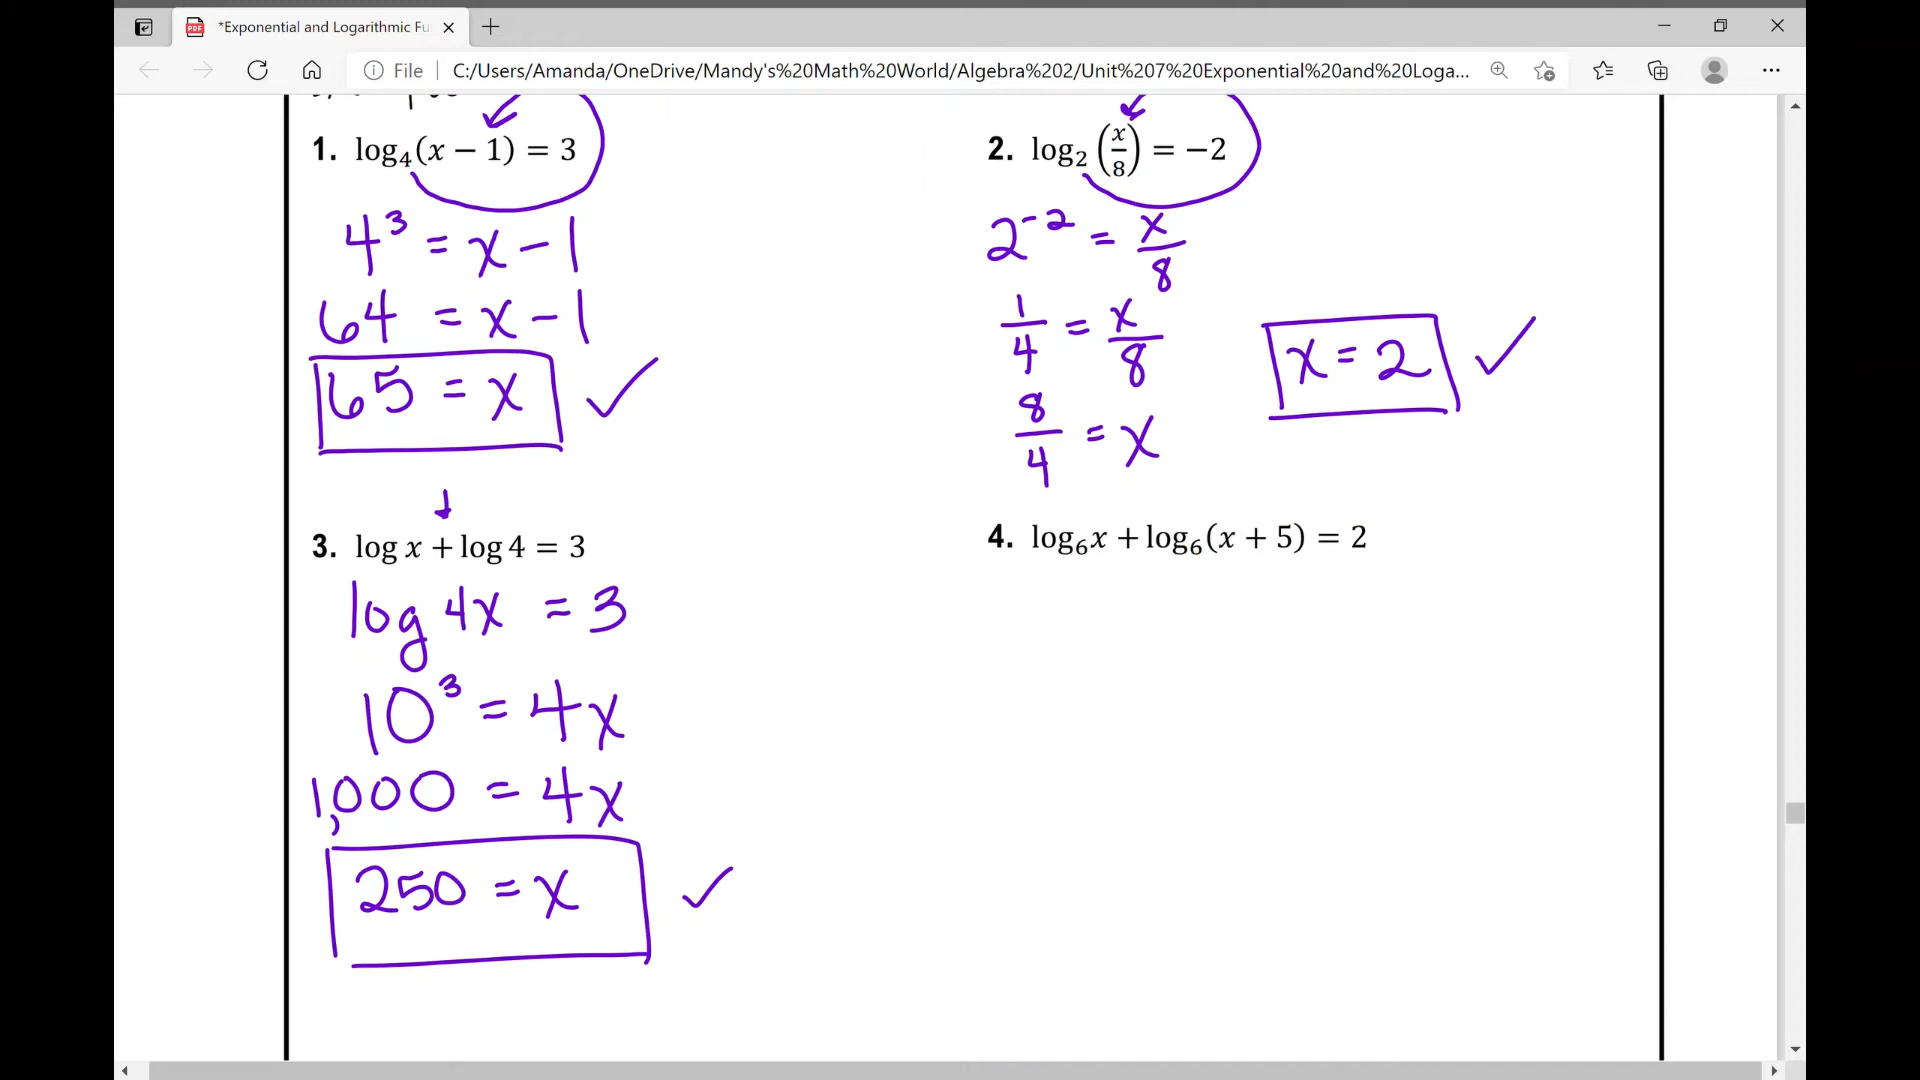 *Exponential and Logarithmic Fu
File
C:/Users/Amanda/OneDrive/Mandy's%20Math%20World/Algebra%202/Unit%207%20Exponential%20and%20Loga...
1. log₄(x − 1) = 3
4³ = x − 1
64 = x − 1
65 = x ✓
2. log₂(x/8) = −2
2⁻² = x/8
1/4 = x/8
8/4 = x
x = 2 ✓
3. log x + log 4 = 3
log 4x = 3
10³ = 4x
1,000 = 4x
250 = x ✓
4. log₆x + log₆(x + 5) = 2